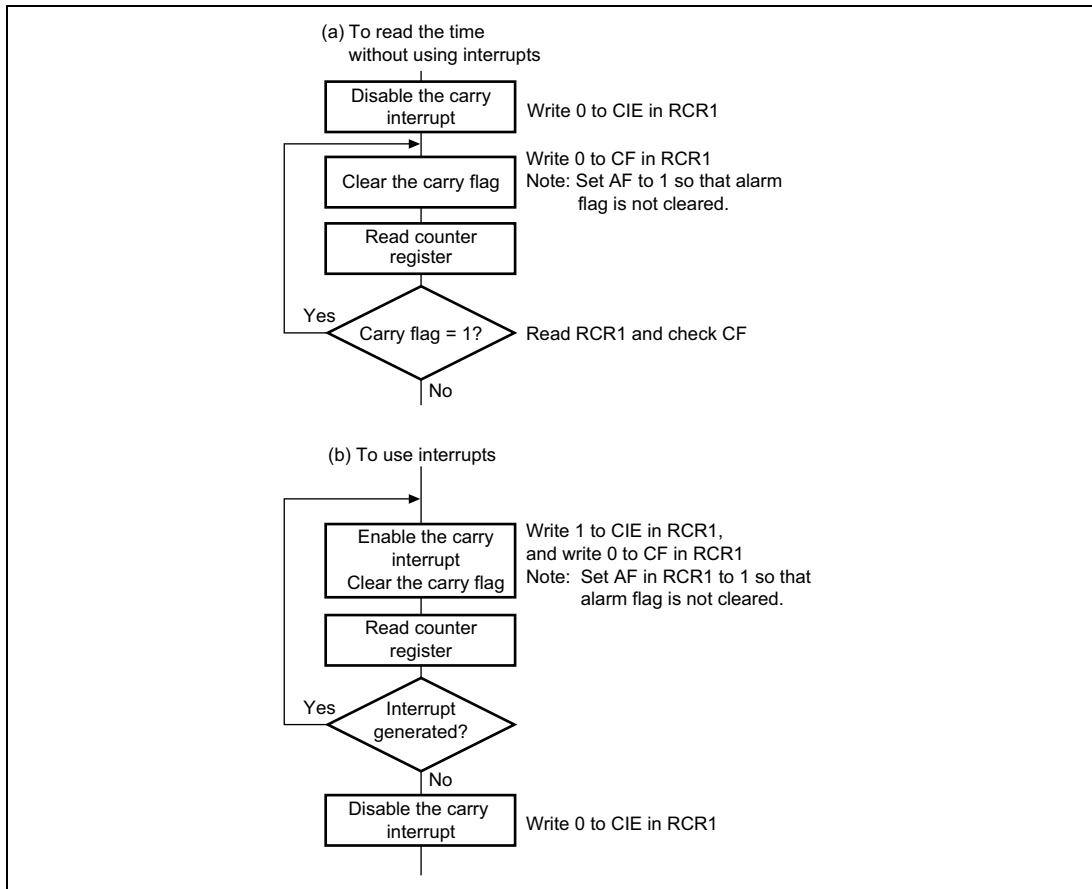 (a) To read the time
without using interrupts
Disable the carry
interrupt
Write 0 to CIE in RCR1
Write 0 to CF in RCR1
Note: Set AF to 1 so that alarm
flag is not cleared.
Clear the carry flag
Read counter
register
Yes
Carry flag = 1?
Read RCR1 and check CF
No
(b) To use interrupts
Enable the carry
interrupt
Clear the carry flag
Write 1 to CIE in RCR1,
and write 0 to CF in RCR1
Note: Set AF in RCR1 to 1 so that
alarm flag is not cleared.
Read counter
register
Yes
Interrupt
generated?
No
Disable the carry
interrupt
Write 0 to CIE in RCR1